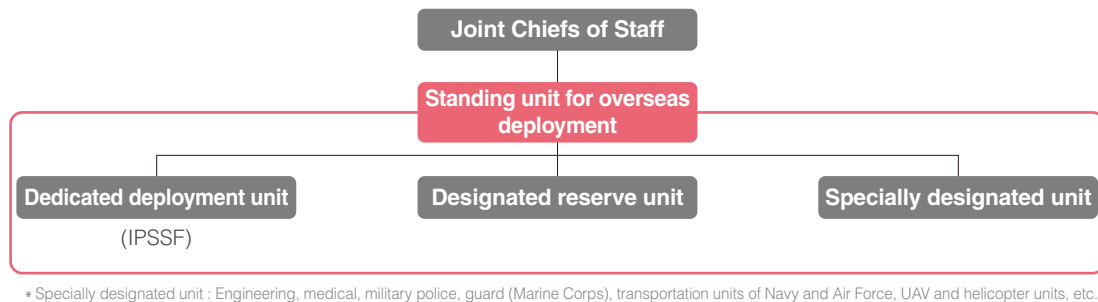 Joint Chiefs of Staff
Standing unit for overseas
deployment
Dedicated deployment unit
Designated reserve unit
Specially designated unit
(IPSSF)
* Specially designated unit : Engineering, medical, military police, guard (Marine Corps), transportation units of Navy and Air Force, UAV and helicopter units, etc.